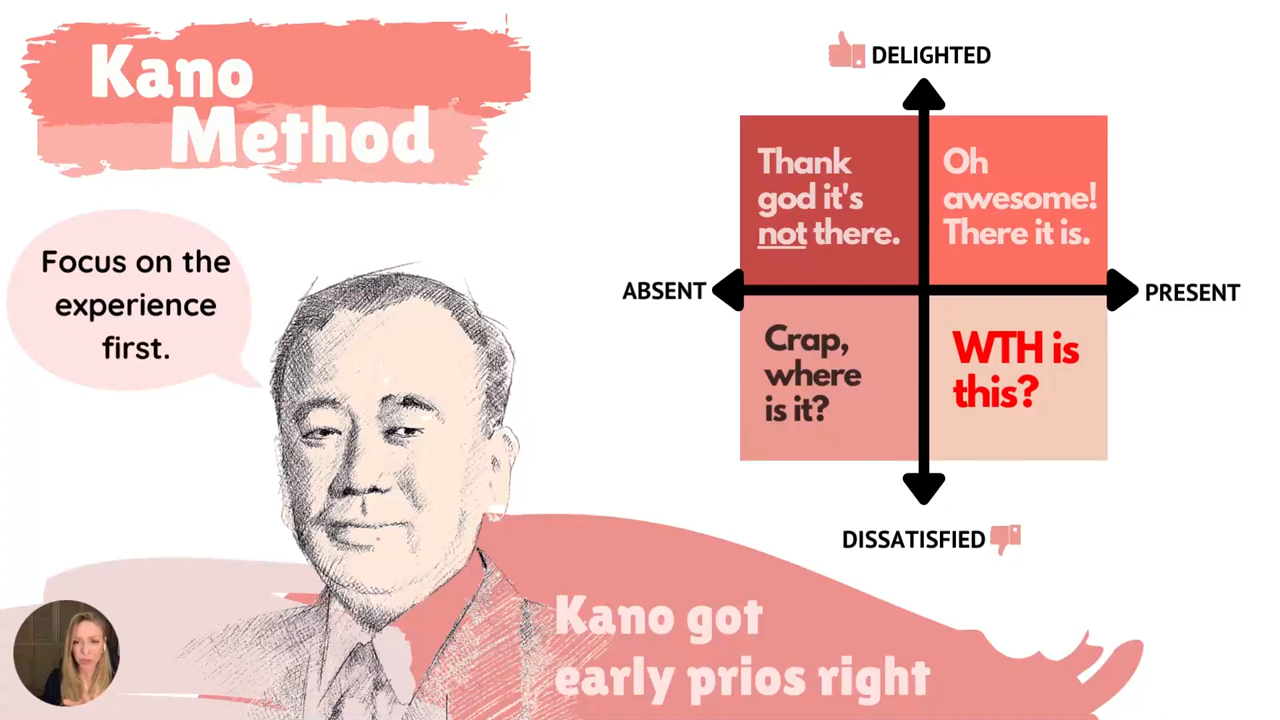 Kano
Method
Focus on the
experience
first.
DELIGHTED
Thank
god it's
not there.
Oh
awesome!
There it is.
ABSENT
PRESENT
Crap,
where
is it?
WTH is
this?
DISSATISFIED
Kano got
early prios right